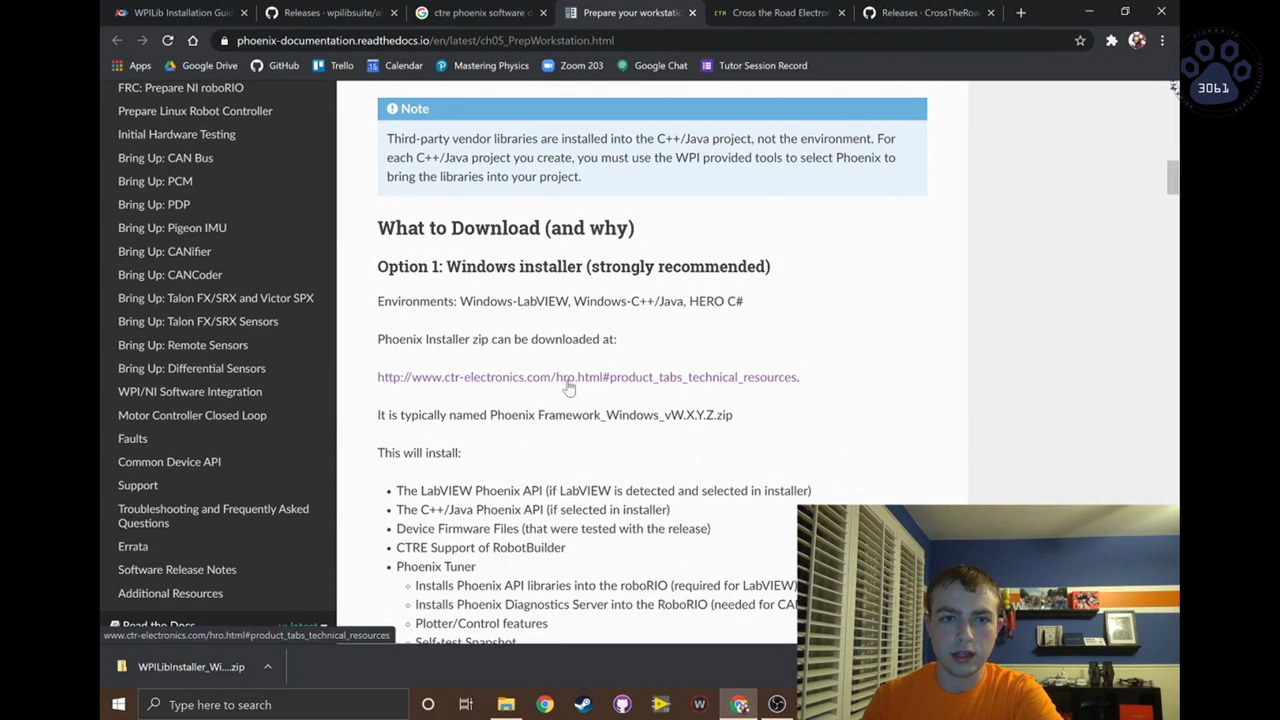 WPILib Installation Guid
Releases · wpilibsuite/al
ctre phoenix software d
Prepare your workstatio
Cross the Road Electron
Releases · CrossTheRoa
phoenix-documentation.readthedocs.io/en/latest/ch05_PrepWorkstation.html
Apps
Google Drive
GitHub
Trello
Calendar
Mastering Physics
Zoom 203
Google Chat
Tutor Session Record
3061
FRC: Prepare NI roboRIO
Prepare Linux Robot Controller
Initial Hardware Testing
Bring Up: CAN Bus
Bring Up: PCM
Bring Up: PDP
Bring Up: Pigeon IMU
Bring Up: CANifier
Bring Up: CANCoder
Bring Up: Talon FX/SRX and Victor SPX
Bring Up: Talon FX/SRX Sensors
Bring Up: Remote Sensors
Bring Up: Differential Sensors
WPI/NI Software Integration
Motor Controller Closed Loop
Faults
Common Device API
Support
Troubleshooting and Frequently Asked
Questions
Errata
Software Release Notes
Additional Resources
Read the Docs
v: latest
Note
Third-party vendor libraries are installed into the C++/Java project, not the environment. For
each C++/Java project you create, you must use the WPI provided tools to select Phoenix to
bring the libraries into your project.
What to Download (and why)
Option 1: Windows installer (strongly recommended)
Environments: Windows-LabVIEW, Windows-C++/Java, HERO C#
Phoenix Installer zip can be downloaded at:
http://www.ctr-electronics.com/hro.html#product_tabs_technical_resources.
It is typically named Phoenix Framework_Windows_vW.X.Y.Z.zip
This will install:
• The LabVIEW Phoenix API (if LabVIEW is detected and selected in installer)
• The C++/Java Phoenix API (if selected in installer)
• Device Firmware Files (that were tested with the release)
• CTRE Support of RobotBuilder
• Phoenix Tuner
Installs Phoenix API libraries into the roboRIO (required for LabVIEW)
Installs Phoenix Diagnostics Server into the RoboRIO (needed for CAN
Plotter/Control features
Self-test Snapshot
www.ctr-electronics.com/hro.html#product_tabs_technical_resources
WPILibInstaller_Wi....zip
Type here to search